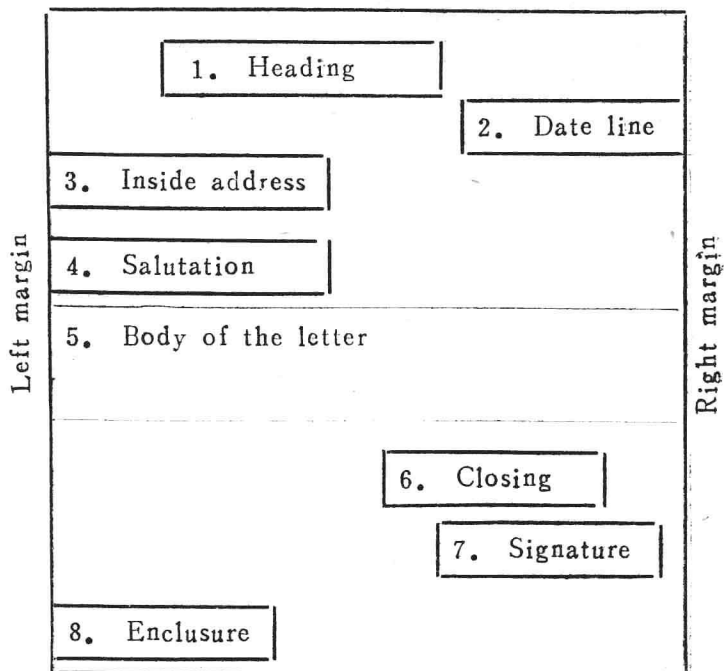 1. Heading
2. Date line
3. Inside address
4. Salutation
Left margin
Right margin
5. Body of the letter
6. Closing
7. Signature
8. Enclusure